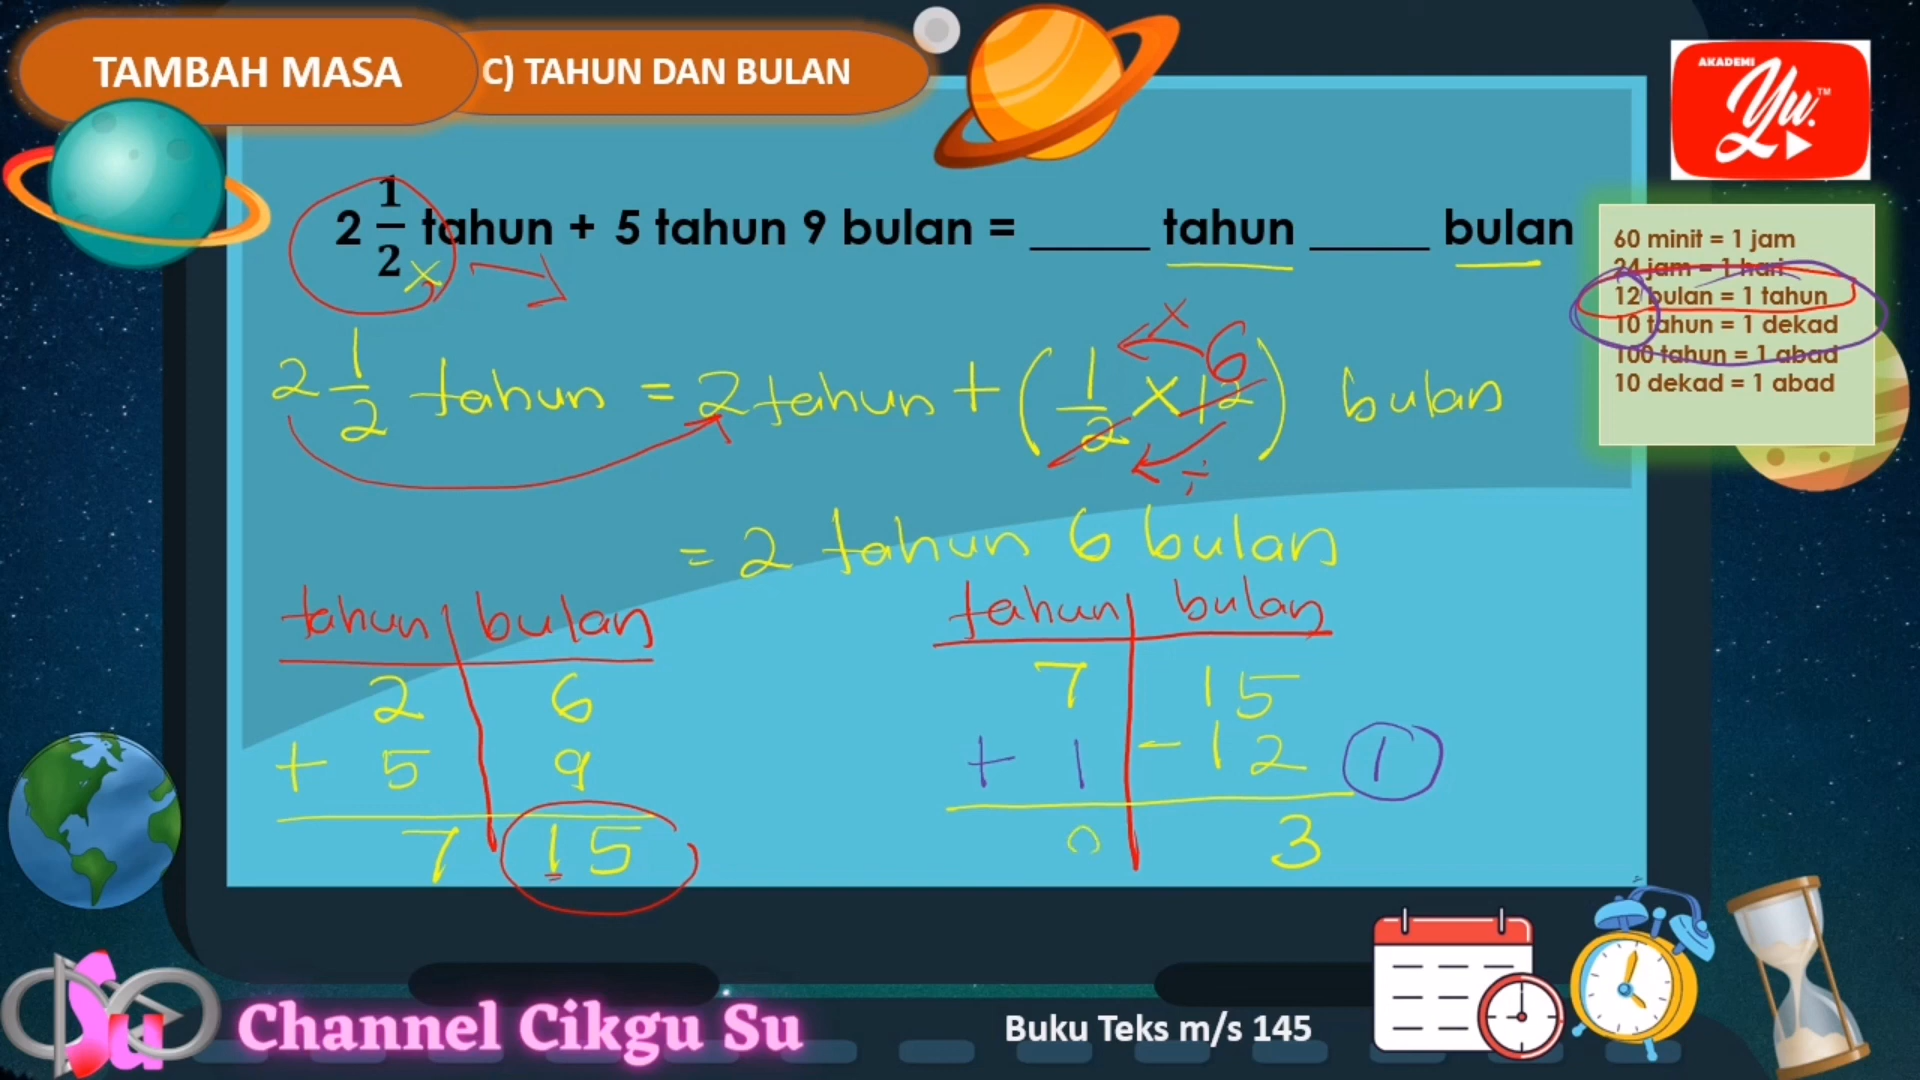 TAMBAH MASA
C) TAHUN DAN BULAN
AKADEMI
Yu.
TM
2 1/2 tahun + 5 tahun 9 bulan = _____ tahun _____ bulan
x
60 minit = 1 jam
24 jam = 1 hari
12 bulan = 1 tahun
10 tahun = 1 dekad
100 tahun = 1 abad
10 dekad = 1 abad
x 6
2 1/2 tahun = 2 tahun + ( 1/2 x 12 ) bulan
÷
= 2 tahun 6 bulan
tahun bulan
2 6
+ 5 9
7 15
tahun bulan
7 15
+ 1 - 12 1
0 3
Su
Channel Cikgu Su
Buku Teks m/s 145